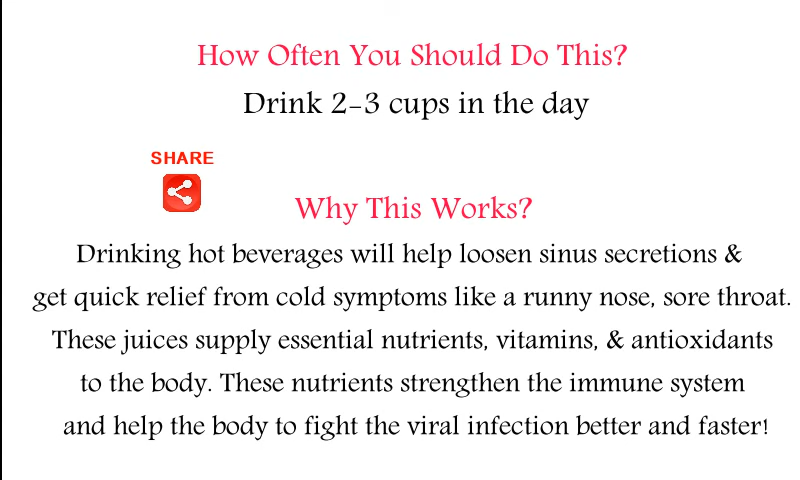 How Often You Should Do This?
Drink 2-3 cups in the day
SHARE
Why This Works?
Drinking hot beverages will help loosen sinus secretions &
get quick relief from cold symptoms like a runny nose, sore throat.
These juices supply essential nutrients, vitamins, & antioxidants
to the body. These nutrients strengthen the immune system
and help the body to fight the viral infection better and faster!